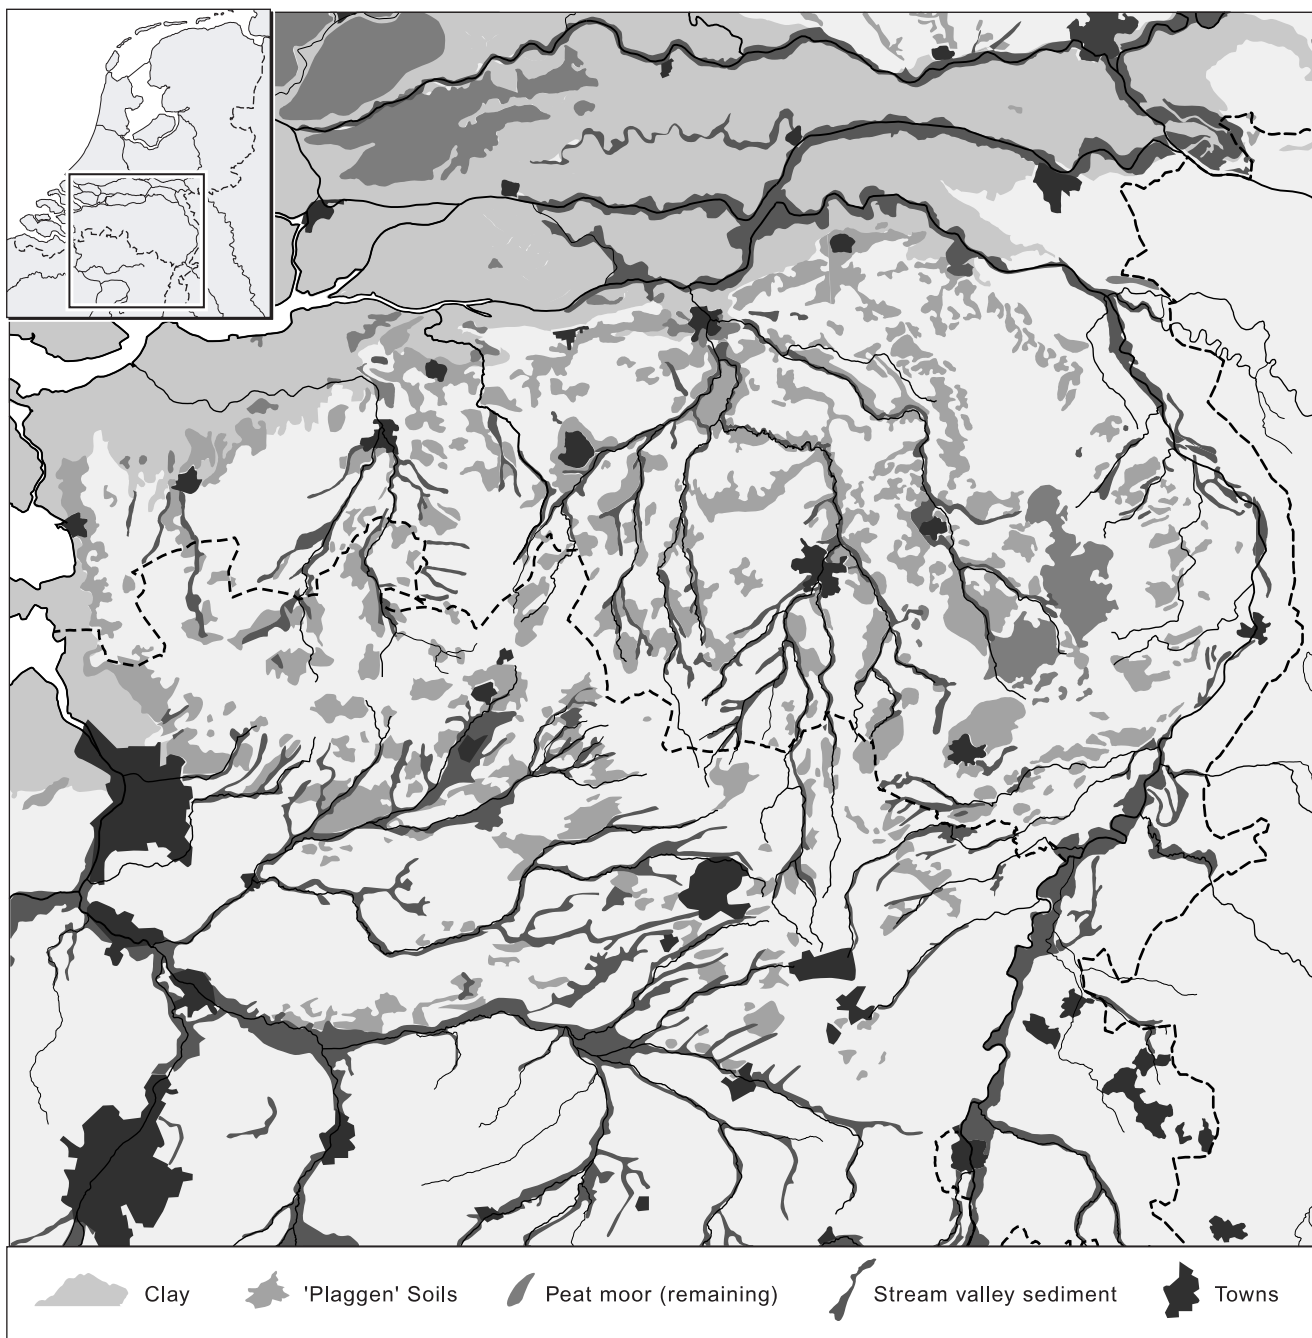 Clay
'Plaggen' Soils
Peat moor (remaining)
Stream valley sediment
Towns